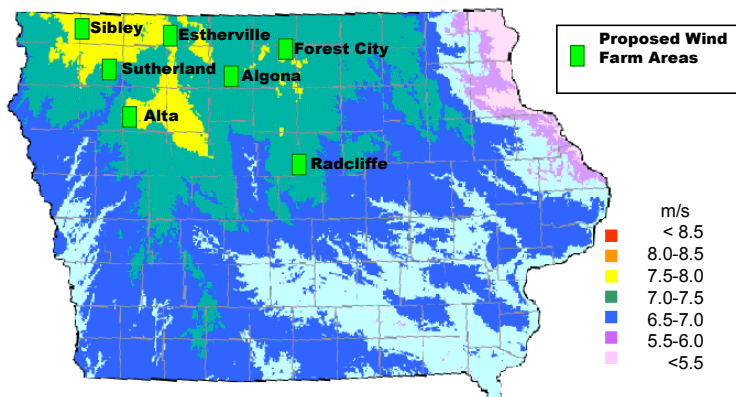 Sibley
Estherville
Forest City
Sutherland
Algona
Alta
Radcliffe
Proposed Wind
Farm Areas
m/s
< 8.5
8.0-8.5
7.5-8.0
7.0-7.5
6.5-7.0
5.5-6.0
<5.5